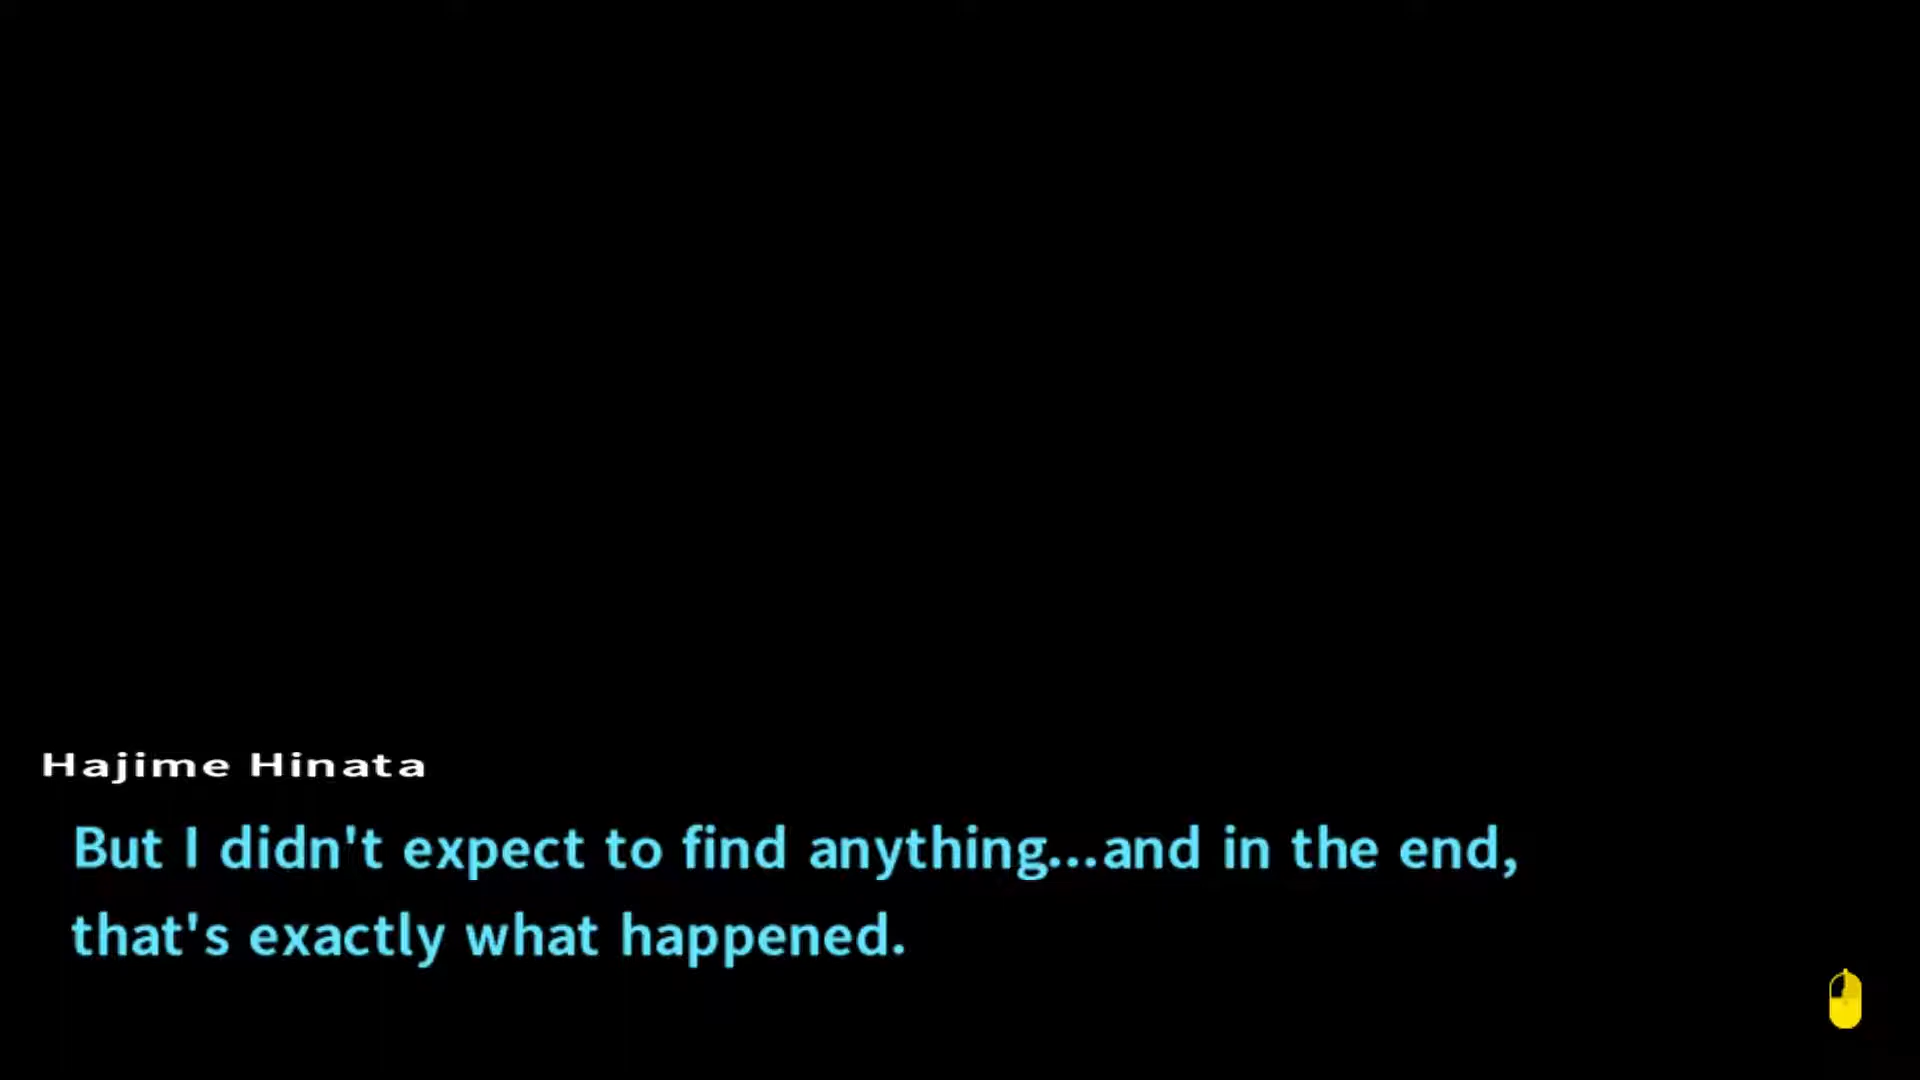 Hajime Hinata
But I didn't expect to find anything...and in the end,
that's exactly what happened.